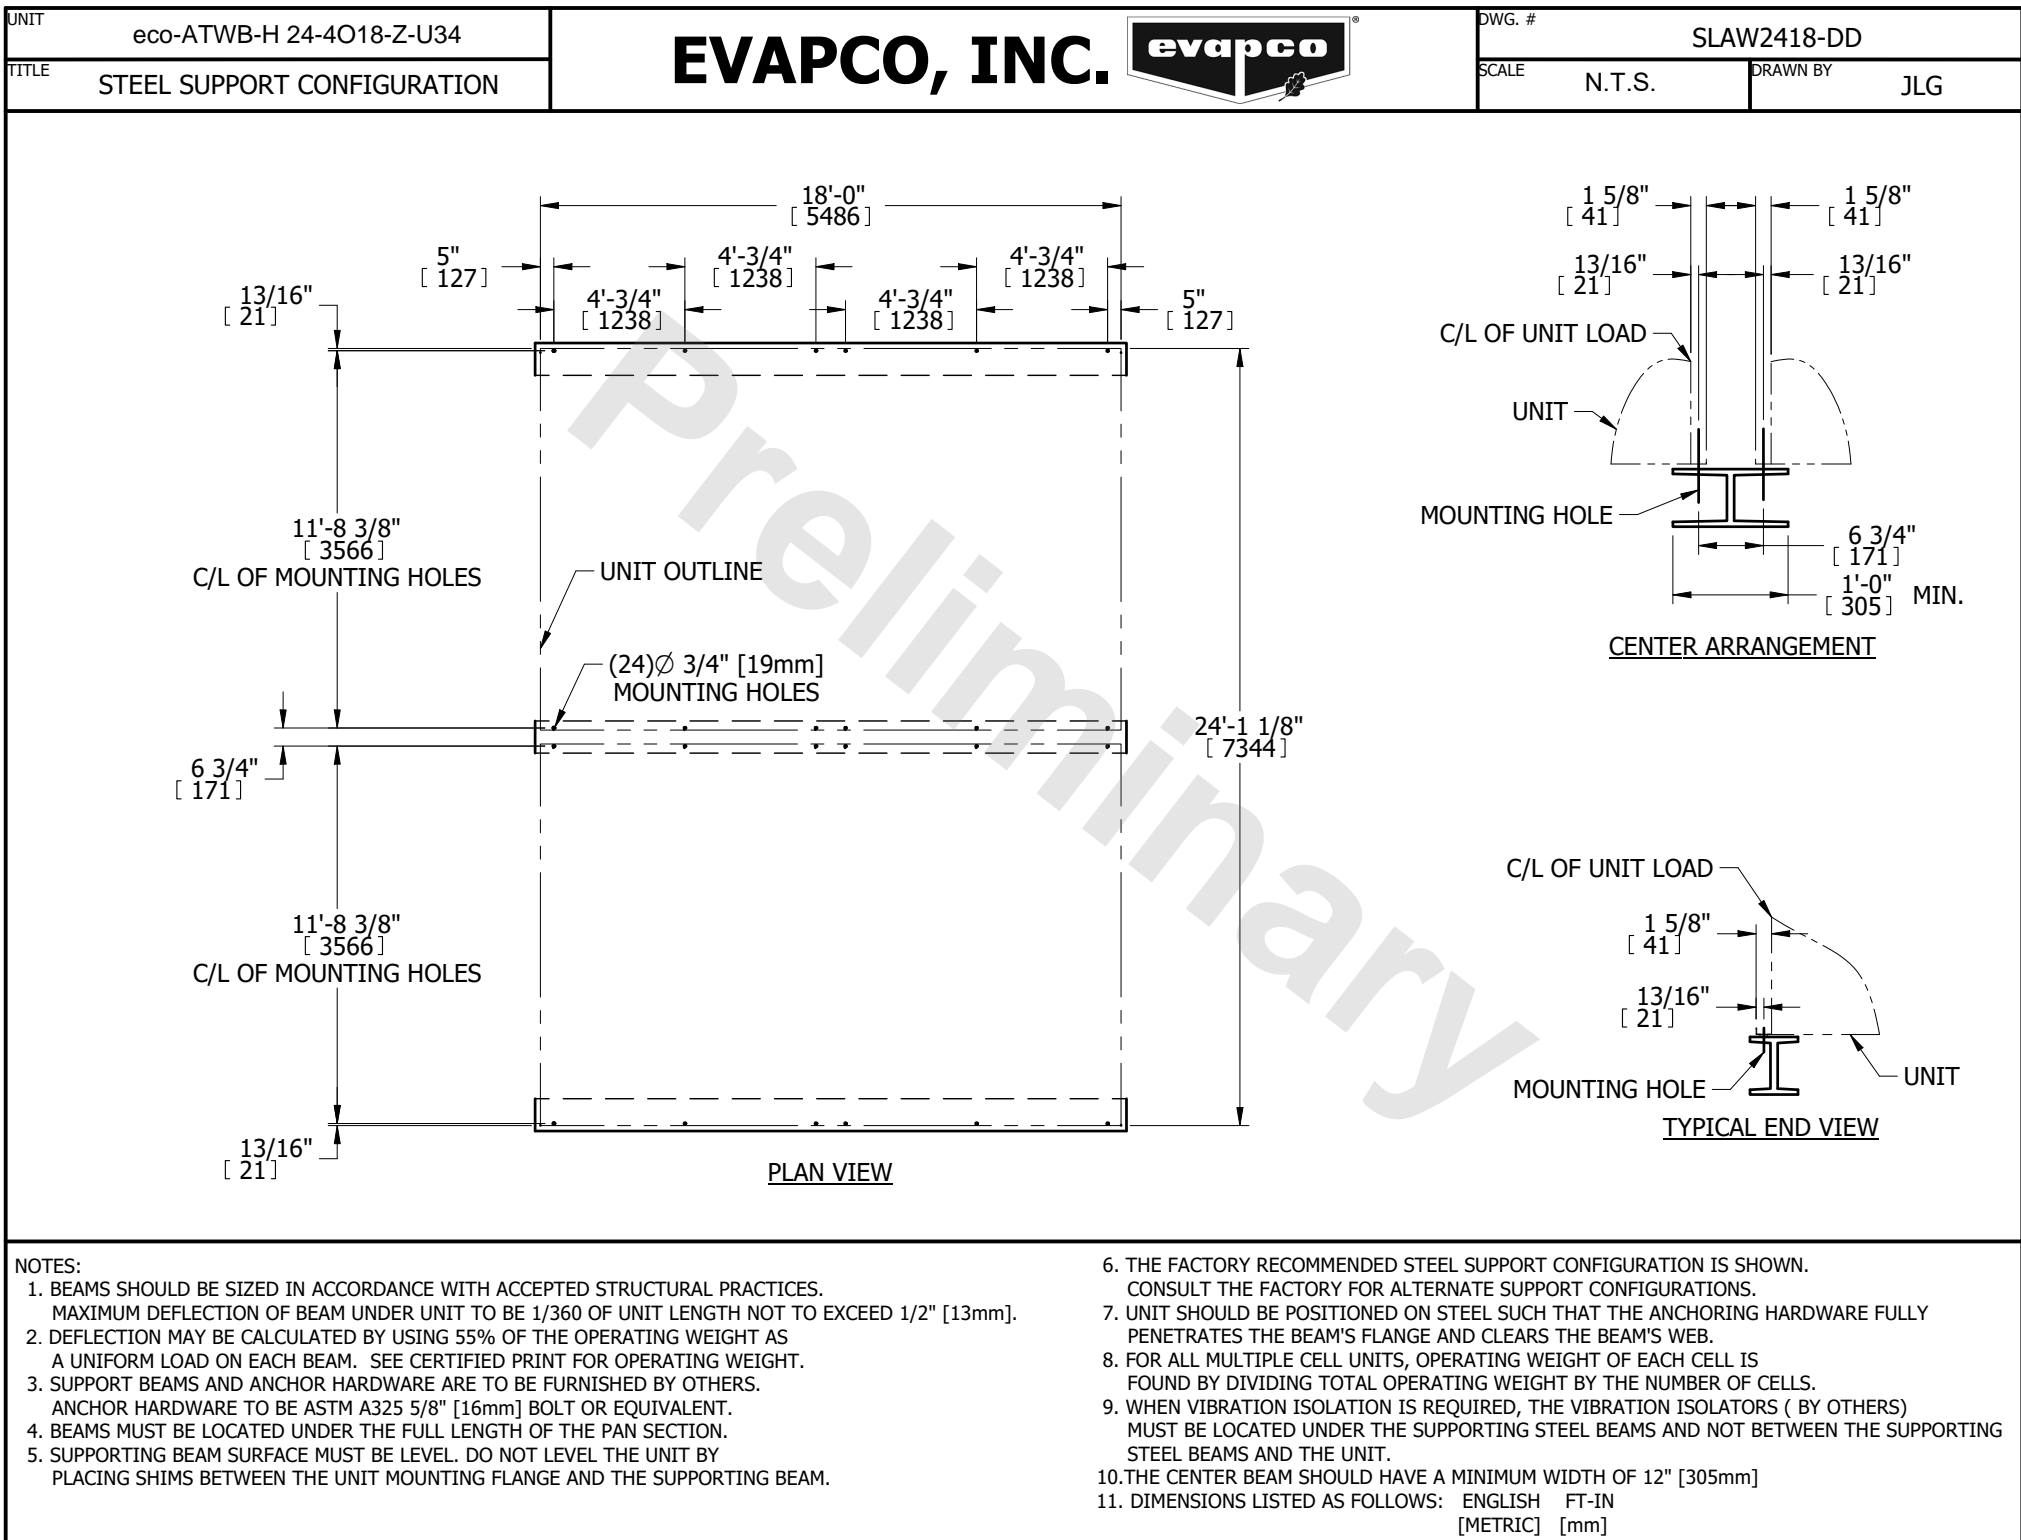 UNIT
eco-ATWB-H 24-4O18-Z-U34
TITLE
STEEL SUPPORT CONFIGURATION
EVAPCO, INC.
evapco
®
DWG. #
SLAW2418-DD
SCALE
N.T.S.
DRAWN BY
JLG
18'-0"
[ 5486 ]
5"
[ 127 ]
4'-3/4"
[ 1238 ]
4'-3/4"
[ 1238 ]
13/16"
[ 21 ]
4'-3/4"
[ 1238 ]
4'-3/4"
[ 1238 ]
5"
[ 127 ]
11'-8 3/8"
[ 3566 ]
C/L OF MOUNTING HOLES
UNIT OUTLINE
(24)∅ 3/4" [19mm]
MOUNTING HOLES
6 3/4"
[ 171 ]
24'-1 1/8"
[ 7344 ]
11'-8 3/8"
[ 3566 ]
C/L OF MOUNTING HOLES
13/16"
[ 21 ]
PLAN VIEW
Preliminary
1 5/8"
[ 41 ]
1 5/8"
[ 41 ]
13/16"
[ 21 ]
13/16"
[ 21 ]
C/L OF UNIT LOAD
UNIT
MOUNTING HOLE
6 3/4"
[ 171 ]
1'-0"
[ 305 ] MIN.
CENTER ARRANGEMENT
C/L OF UNIT LOAD
1 5/8"
[ 41 ]
13/16"
[ 21 ]
MOUNTING HOLE
UNIT
TYPICAL END VIEW
NOTES:
1. BEAMS SHOULD BE SIZED IN ACCORDANCE WITH ACCEPTED STRUCTURAL PRACTICES.
MAXIMUM DEFLECTION OF BEAM UNDER UNIT TO BE 1/360 OF UNIT LENGTH NOT TO EXCEED 1/2" [13mm].
2. DEFLECTION MAY BE CALCULATED BY USING 55% OF THE OPERATING WEIGHT AS
A UNIFORM LOAD ON EACH BEAM. SEE CERTIFIED PRINT FOR OPERATING WEIGHT.
3. SUPPORT BEAMS AND ANCHOR HARDWARE ARE TO BE FURNISHED BY OTHERS.
ANCHOR HARDWARE TO BE ASTM A325 5/8" [16mm] BOLT OR EQUIVALENT.
4. BEAMS MUST BE LOCATED UNDER THE FULL LENGTH OF THE PAN SECTION.
5. SUPPORTING BEAM SURFACE MUST BE LEVEL. DO NOT LEVEL THE UNIT BY
PLACING SHIMS BETWEEN THE UNIT MOUNTING FLANGE AND THE SUPPORTING BEAM.
6. THE FACTORY RECOMMENDED STEEL SUPPORT CONFIGURATION IS SHOWN.
CONSULT THE FACTORY FOR ALTERNATE SUPPORT CONFIGURATIONS.
7. UNIT SHOULD BE POSITIONED ON STEEL SUCH THAT THE ANCHORING HARDWARE FULLY
PENETRATES THE BEAM'S FLANGE AND CLEARS THE BEAM'S WEB.
8. FOR ALL MULTIPLE CELL UNITS, OPERATING WEIGHT OF EACH CELL IS
FOUND BY DIVIDING TOTAL OPERATING WEIGHT BY THE NUMBER OF CELLS.
9. WHEN VIBRATION ISOLATION IS REQUIRED, THE VIBRATION ISOLATORS ( BY OTHERS)
MUST BE LOCATED UNDER THE SUPPORTING STEEL BEAMS AND NOT BETWEEN THE SUPPORTING
STEEL BEAMS AND THE UNIT.
10.THE CENTER BEAM SHOULD HAVE A MINIMUM WIDTH OF 12" [305mm]
11. DIMENSIONS LISTED AS FOLLOWS: ENGLISH FT-IN
[METRIC] [mm]